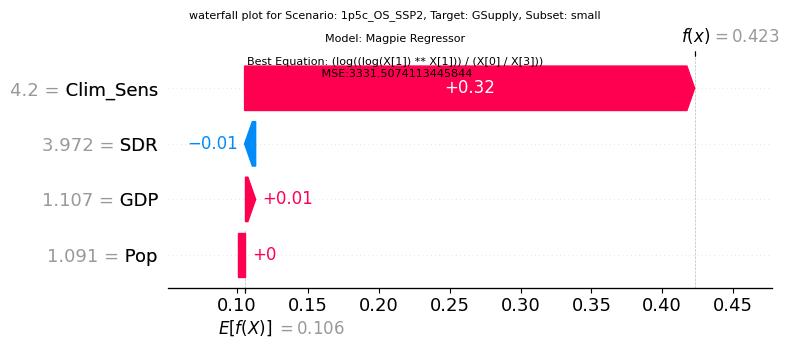 waterfall plot for Scenario: 1p5c_OS_SSP2, Target: GSupply, Subset: small
Model: Magpie Regressor
f(x) = 0.423
Best Equation: (log((log(X[1]) ** X[1])) / (X[0] / X[3]))
MSE:3331.5074113445844
4.2 = Clim_Sens
+0.32
3.972 = SDR
−0.01
1.107 = GDP
+0.01
1.091 = Pop
+0
0.10 0.15 0.20 0.25 0.30 0.35 0.40 0.45
E[f(X)] = 0.106